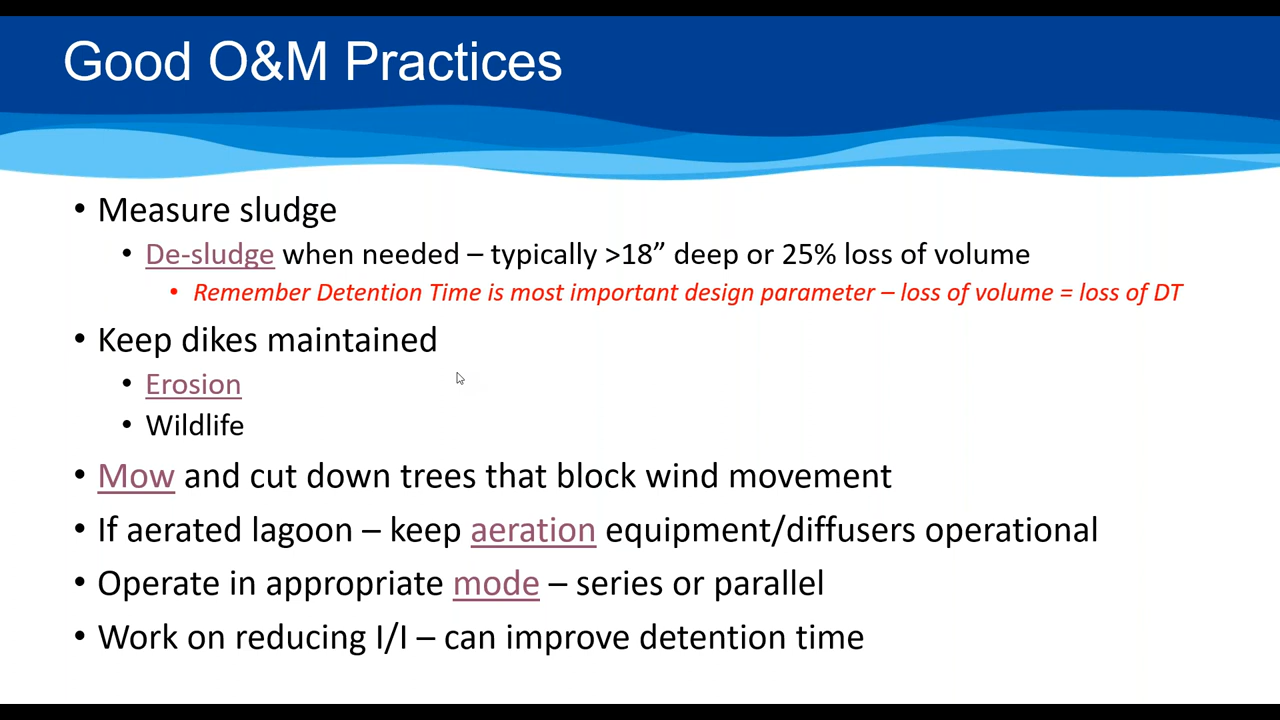 Good O&M Practices
• Measure sludge
• De-sludge when needed – typically >18” deep or 25% loss of volume
• Remember Detention Time is most important design parameter – loss of volume = loss of DT
• Keep dikes maintained
• Erosion
• Wildlife
• Mow and cut down trees that block wind movement
• If aerated lagoon – keep aeration equipment/diffusers operational
• Operate in appropriate mode – series or parallel
• Work on reducing I/I – can improve detention time